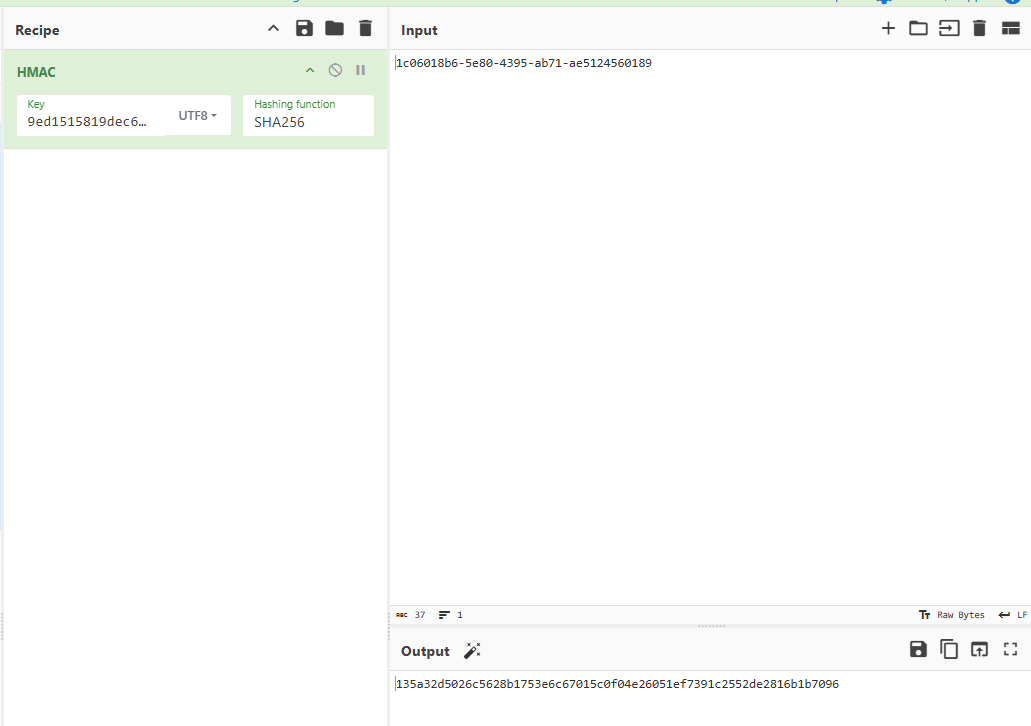 Recipe
HMAC
Key
9ed1515819dec6…
UTF8
Hashing function
SHA256
Input
1c06018b6-5e80-4395-ab71-ae5124560189
ABC 37 1
Raw Bytes LF
Output
135a32d5026c5628b1753e6c67015c0f04e26051ef7391c2552de2816b1b7096